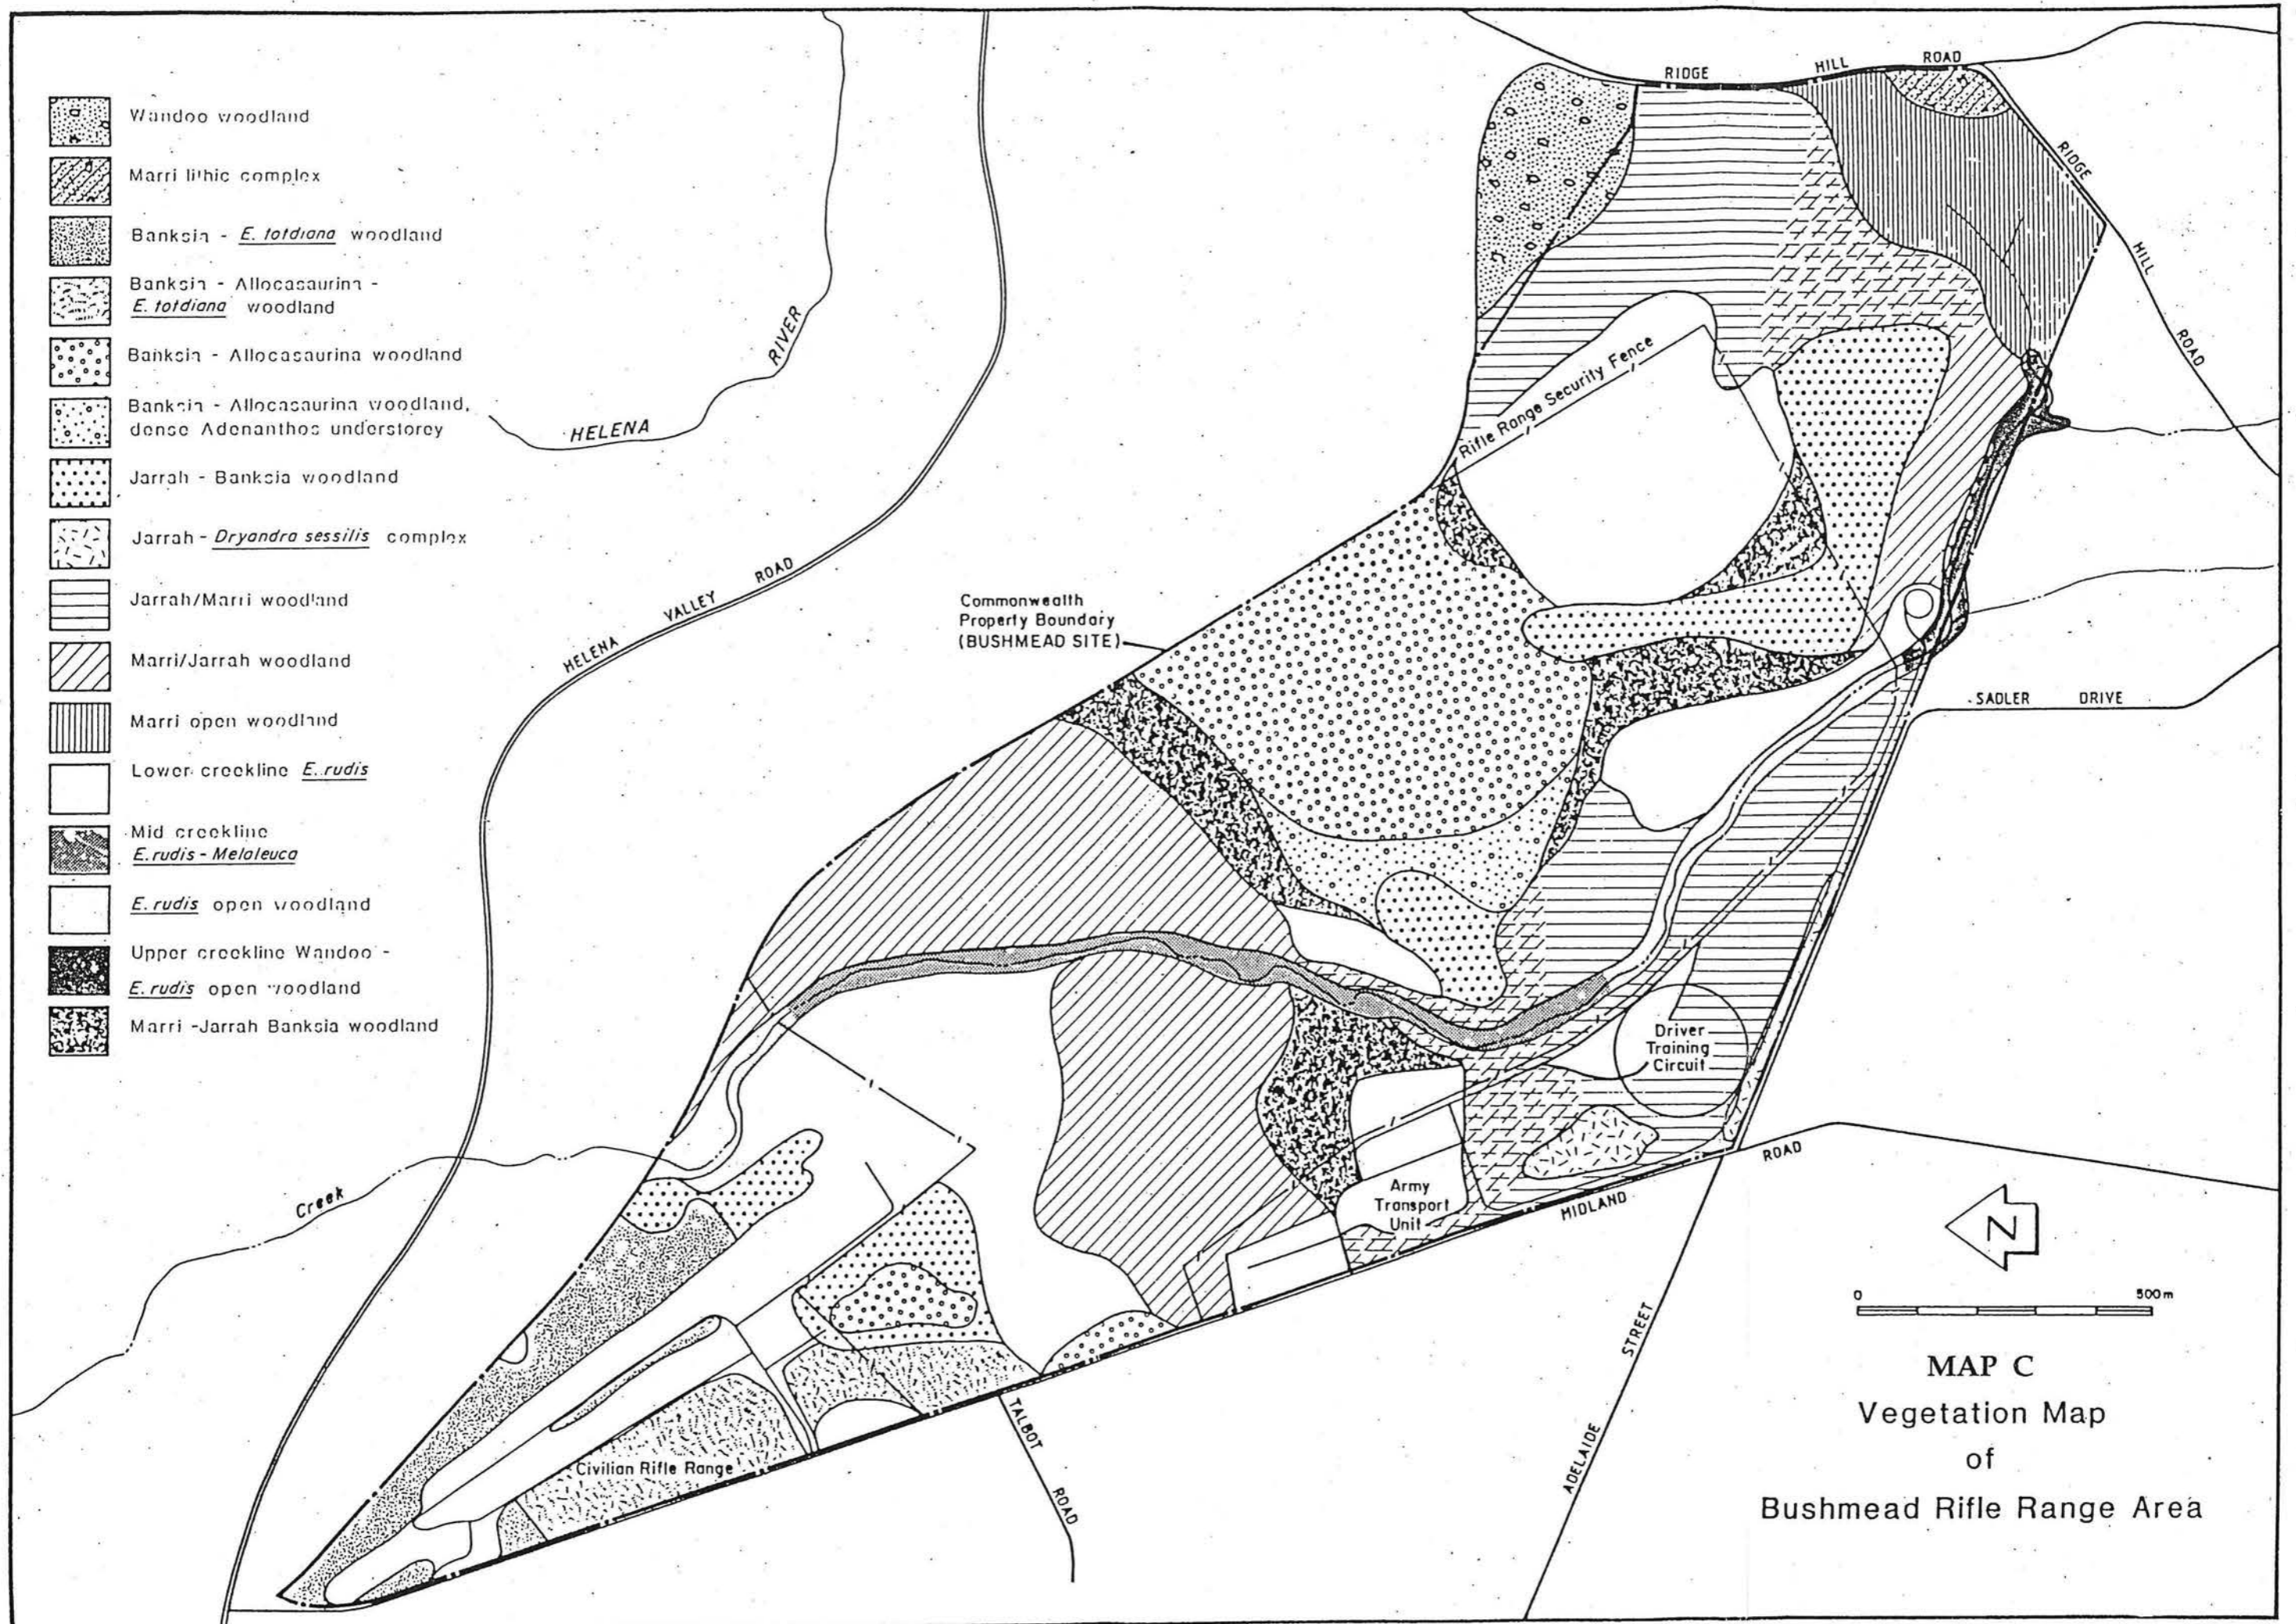 Wandoo woodland
Marri lithic complex
Banksia - E. totdiana woodland
Banksia - Allocasaurina -
E. totdiana woodland
Banksia - Allocasaurina woodland
Banksia - Allocasaurina woodland,
dense Adenanthos understorey
Jarrah - Banksia woodland
Jarrah - Dryandra sessilis complex
Jarrah/Marri woodland
Marri/Jarrah woodland
Marri open woodland
Lower creekline E. rudis
Mid creekline
E. rudis - Melaleuca
E. rudis open woodland
Upper creekline Wandoo -
E. rudis open woodland
Marri - Jarrah Banksia woodland
RIDGE HILL ROAD
RIDGE HILL ROAD
HELENA RIVER
HELENA VALLEY ROAD
Rifle Range Security Fence
Commonwealth
Property Boundary
(BUSHMEAD SITE)
SADLER DRIVE
Driver
Training
Circuit
Army
Transport
Unit
MIDLAND ROAD
Creek
Civilian Rifle Range
TALBOT ROAD
ADELAIDE STREET
N
0 500m
MAP C
Vegetation Map
of
Bushmead Rifle Range Area